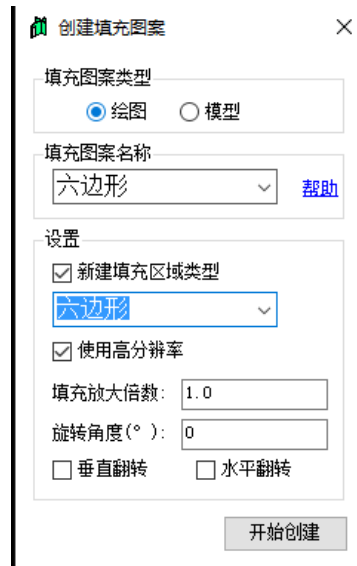 创建填充图案
填充图案类型
绘图 模型
填充图案名称
六边形 帮助
设置
新建填充区域类型
六边形
使用高分辨率
填充放大倍数: 1.0
旋转角度(°): 0
垂直翻转 水平翻转
开始创建